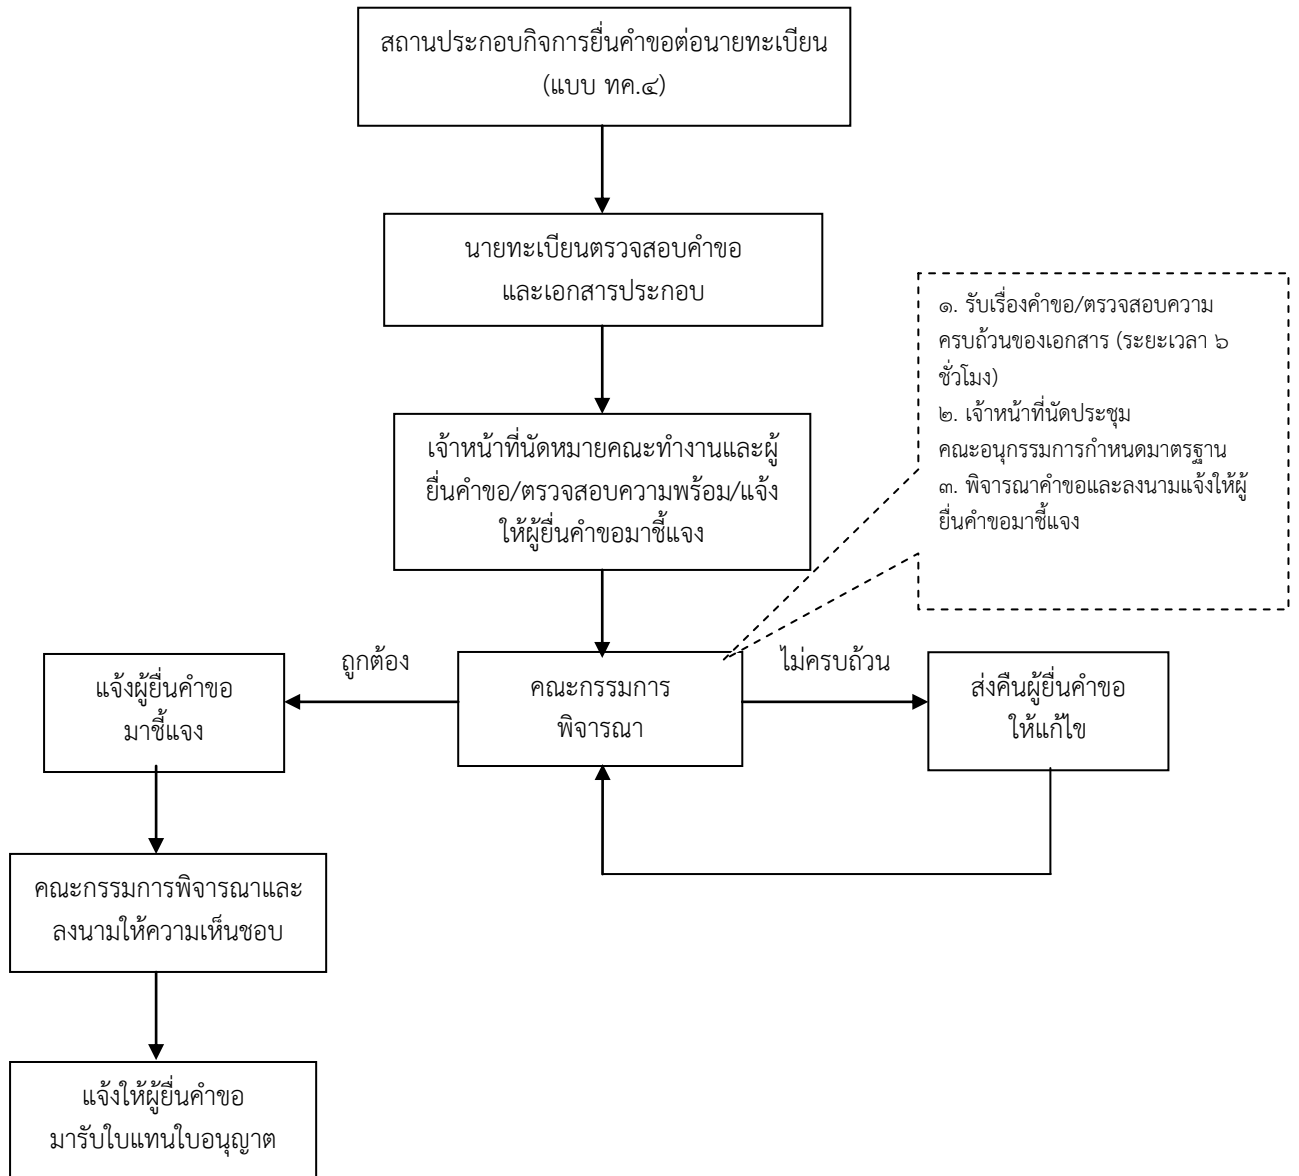 สถานประกอบกิจการยื่นคำขอต่อนายทะเบียน
(แบบ ทค.๔)
นายทะเบียนตรวจสอบคำขอ
และเอกสารประกอบ
๑. รับเรื่องคำขอ/ตรวจสอบความ
ครบถ้วนของเอกสาร (ระยะเวลา ๖
ชั่วโมง)
๒. เจ้าหน้าที่นัดประชุม
คณะอนุกรรมการกำหนดมาตรฐาน
๓. พิจารณาคำขอและลงนามแจ้งให้ผู้
ยื่นคำขอมาชี้แจง
เจ้าหน้าที่นัดหมายคณะทำงานและผู้
ยื่นคำขอ/ตรวจสอบความพร้อม/แจ้ง
ให้ผู้ยื่นคำขอมาชี้แจง
แจ้งผู้ยื่นคำขอ
มาชี้แจง
ถูกต้อง
คณะกรรมการ
พิจารณา
ไม่ครบถ้วน
ส่งคืนผู้ยื่นคำขอ
ให้แก้ไข
คณะกรรมการพิจารณาและ
ลงนามให้ความเห็นชอบ
แจ้งให้ผู้ยื่นคำขอ
มารับใบแทนใบอนุญาต